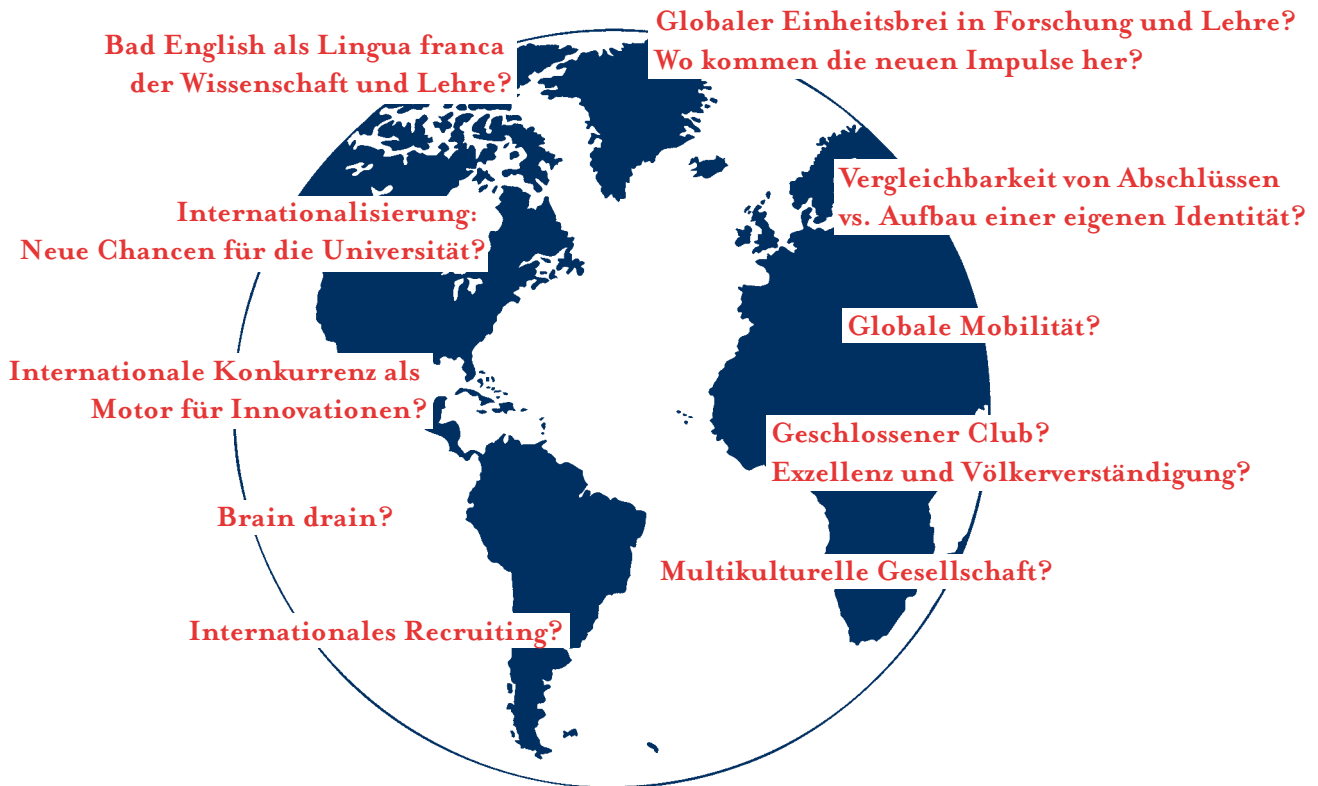 Globaler Einheitsbrei in Forschung und Lehre?
Wo kommen die neuen Impulse her?
Bad English als Lingua franca
der Wissenschaft und Lehre?
Vergleichbarkeit von Abschlüssen
vs. Aufbau einer eigenen Identität?
Internationalisierung:
Neue Chancen für die Universität?
Globale Mobilität?
Internationale Konkurrenz als
Motor für Innovationen?
Geschlossener Club?
Exzellenz und Völkerverständigung?
Brain drain?
Multikulturelle Gesellschaft?
Internationales Recruiting?